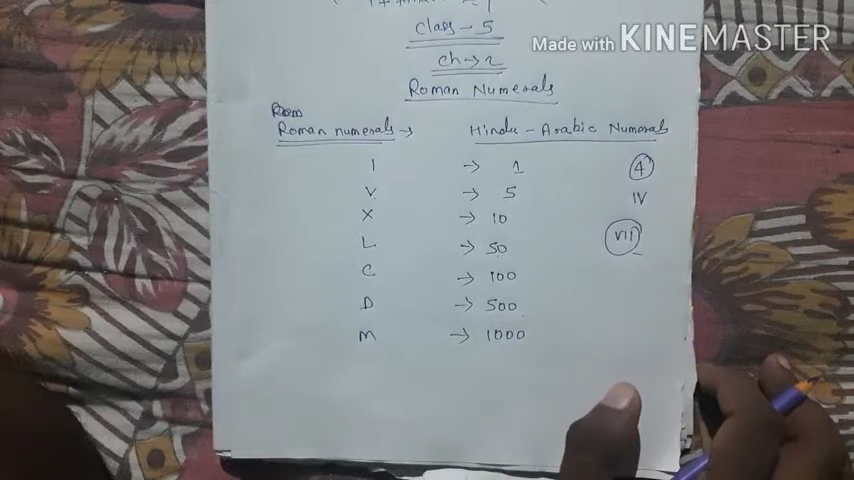 Class → 5
Made with KINEMASTER
Ch → 2
Roman Numerals
Roman numerals → Hindu - Arabic Numerals
I → 1 4
V → 5 IV
X → 10
VII
L → 50
C → 100
D → 500
M → 1000